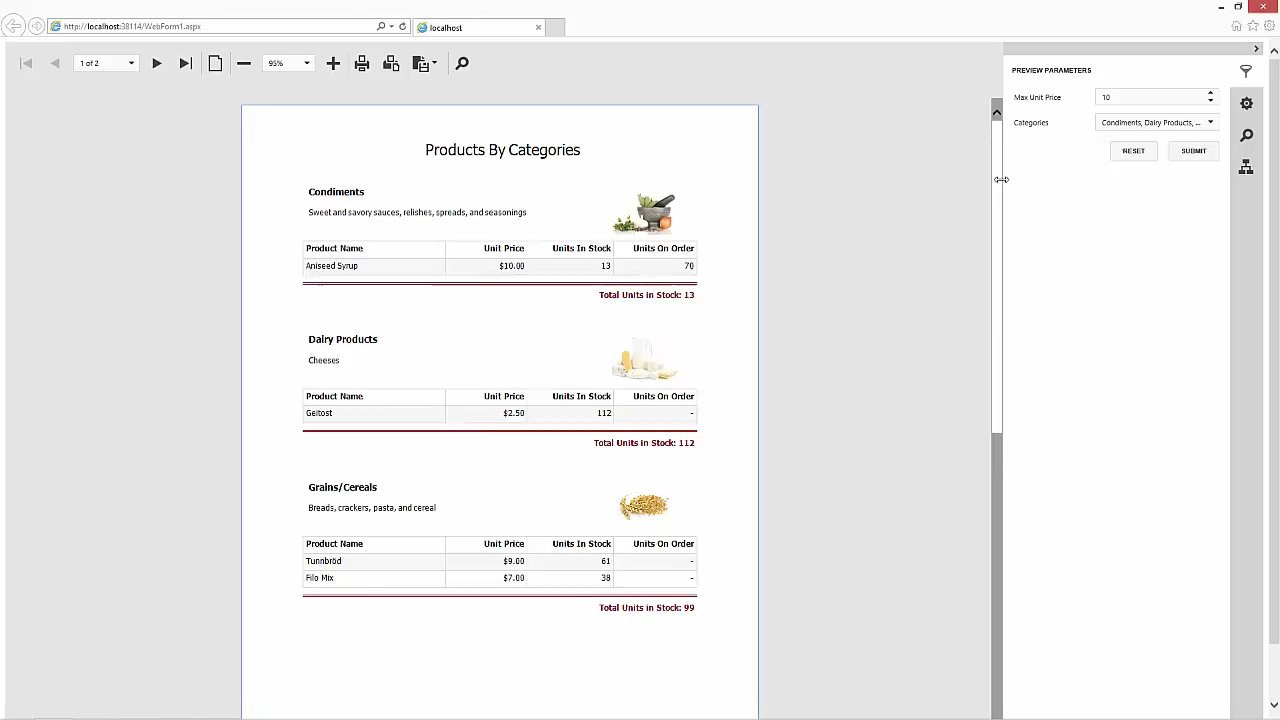 http://localhost:38114/WebForm1.aspx
localhost
1 of 2
95%
PREVIEW PARAMETERS
Max Unit Price 10
Categories Condiments, Dairy Products, ...
RESET SUBMIT
Products By Categories
Condiments
Sweet and savory sauces, relishes, spreads, and seasonings
Product Name Unit Price Units In Stock Units On Order
Aniseed Syrup $10.00 13 70
Total Units in Stock: 13
Dairy Products
Cheeses
Product Name Unit Price Units In Stock Units On Order
Geitost $2.50 112 -
Total Units in Stock: 112
Grains/Cereals
Breads, crackers, pasta, and cereal
Product Name Unit Price Units In Stock Units On Order
Tunnbröd $9.00 61 -
Filo Mix $7.00 38 -
Total Units in Stock: 99